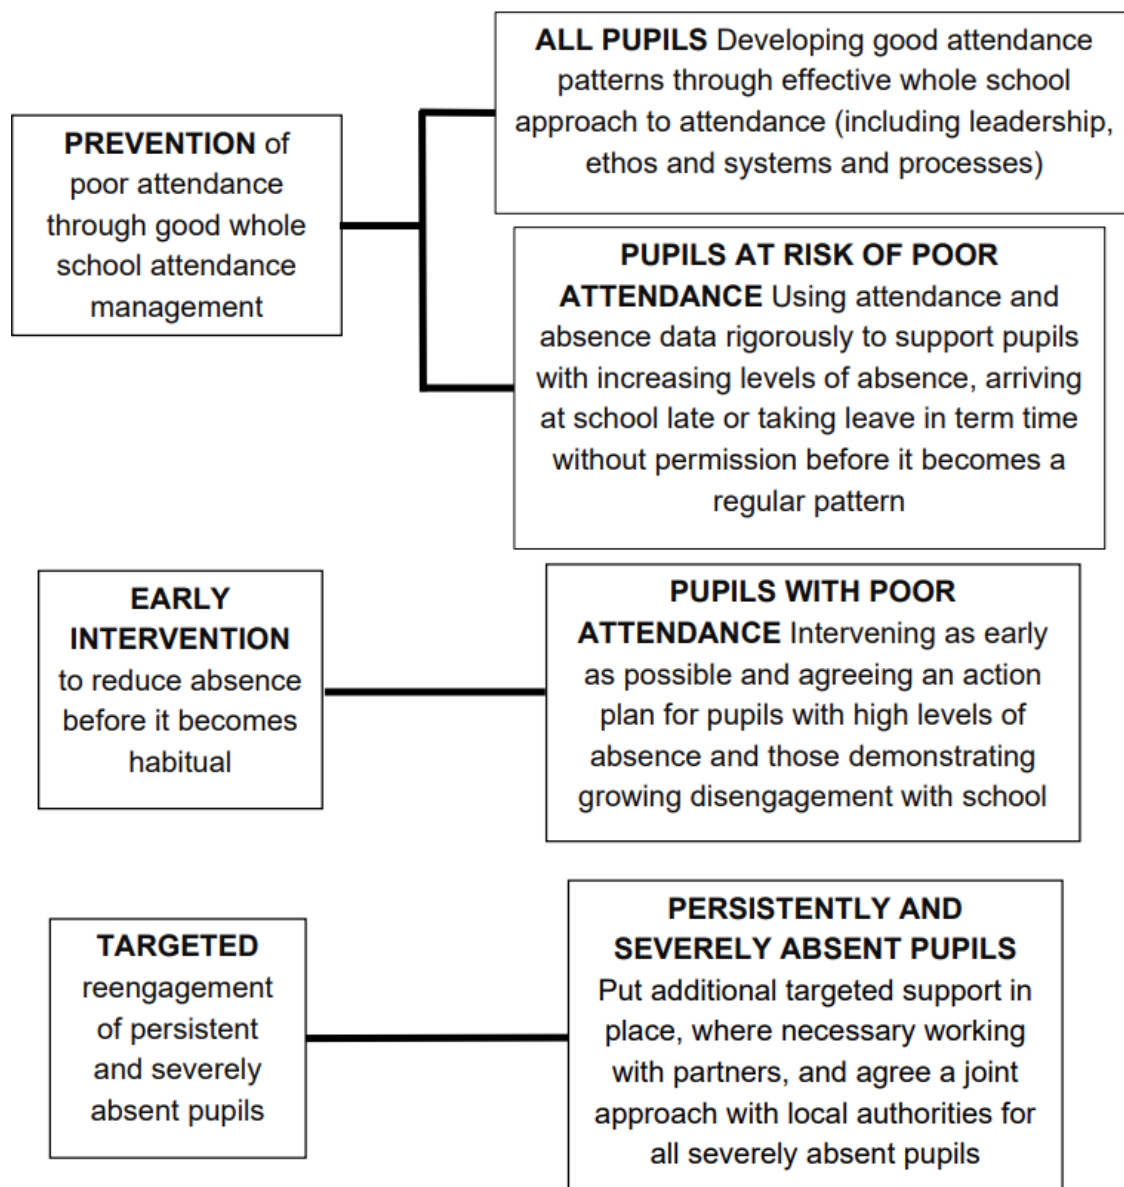 PREVENTION of
poor attendance
through good whole
school attendance
management
ALL PUPILS Developing good attendance
patterns through effective whole school
approach to attendance (including leadership,
ethos and systems and processes)
PUPILS AT RISK OF POOR
ATTENDANCE Using attendance and
absence data rigorously to support pupils
with increasing levels of absence, arriving
at school late or taking leave in term time
without permission before it becomes a
regular pattern
EARLY
INTERVENTION
to reduce absence
before it becomes
habitual
PUPILS WITH POOR
ATTENDANCE Intervening as early
as possible and agreeing an action
plan for pupils with high levels of
absence and those demonstrating
growing disengagement with school
TARGETED
reengagement
of persistent
and severely
absent pupils
PERSISTENTLY AND
SEVERELY ABSENT PUPILS
Put additional targeted support in
place, where necessary working
with partners, and agree a joint
approach with local authorities for
all severely absent pupils